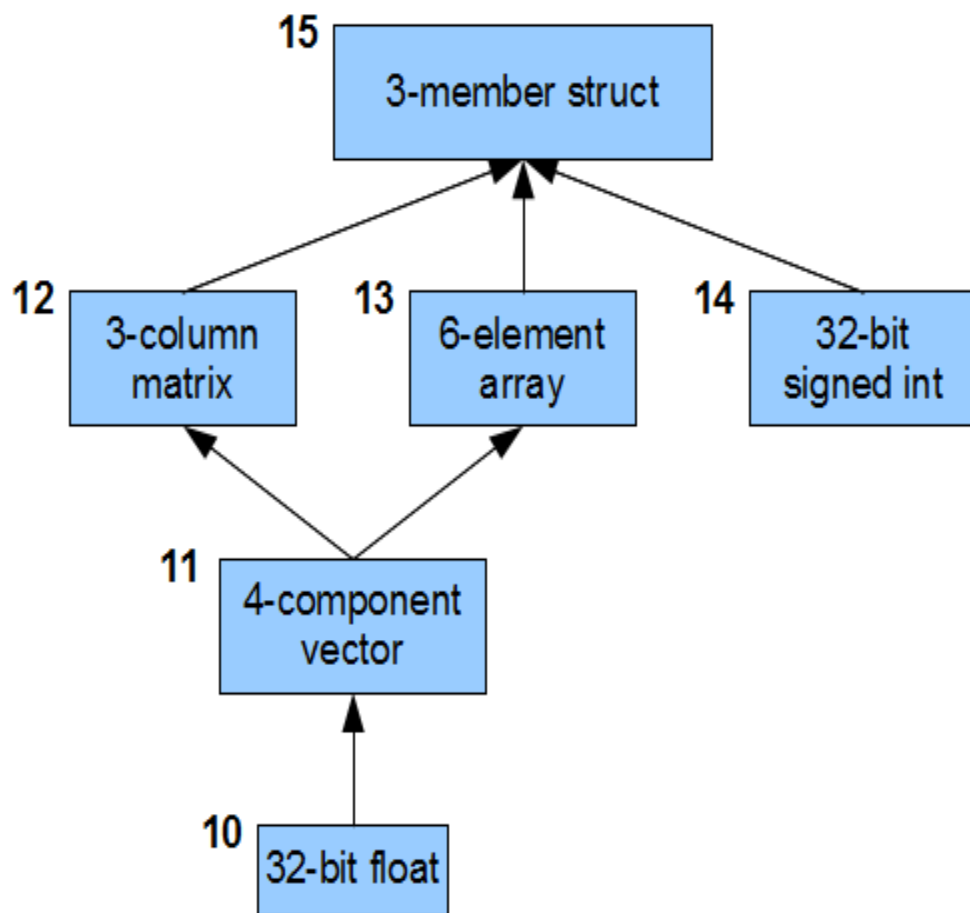 15
3-member struct
12
3-column
matrix
13
6-element
array
14
32-bit
signed int
11
4-component
vector
10
32-bit float